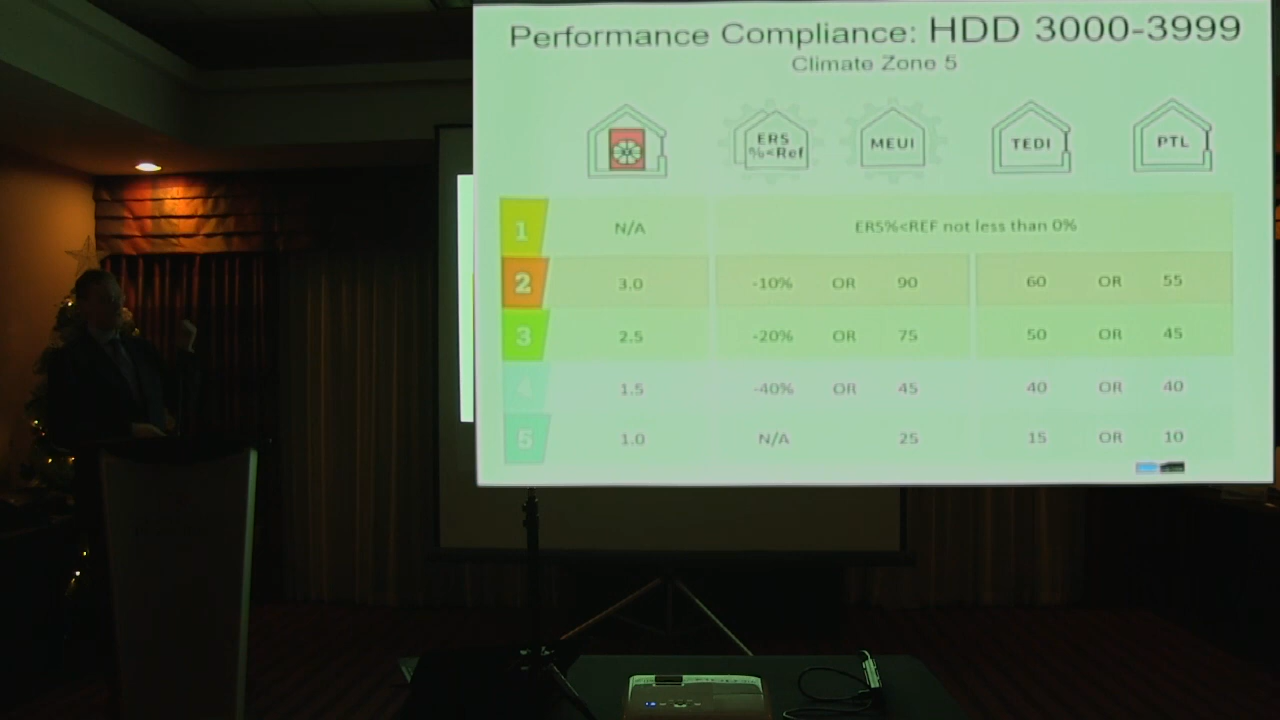 Performance Compliance: HDD 3000-3999
Climate Zone 5
ERS
%<Ref
MEUI
TEDI
PTL
1 N/A ERS%<REF not less than 0%
2 3.0 -10% OR 90 60 OR 55
3 2.5 -20% OR 75 50 OR 45
4 1.5 -40% OR 45 40 OR 40
5 1.0 N/A 25 15 OR 10